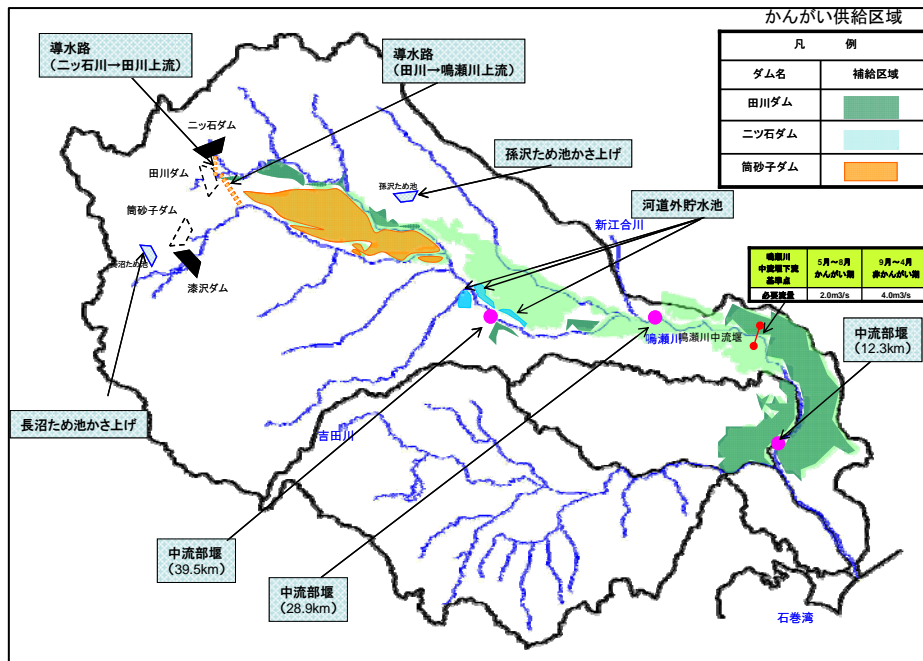 かんがい供給区域
凡 例
ダム名 補給区域
田川ダム
二ツ石ダム
筒砂子ダム
導水路
(二ッ石川→田川上流)
導水路
(田川→鳴瀬川上流)
二ッ石ダム
田川ダム
孫沢ため池かさ上げ
孫沢ため池
筒砂子ダム
長沼ため池
漆沢ダム
河道外貯水池
新江合川
鳴瀬川
中流堰下流
基準点
5月~8月
かんがい期
9月~4月
非かんがい期
必要流量 2.0m3/s 4.0m3/s
鳴瀬川
鳴瀬川中流堰
中流部堰
(12.3km)
長沼ため池かさ上げ
吉田川
中流部堰
(39.5km)
中流部堰
(28.9km)
石巻湾